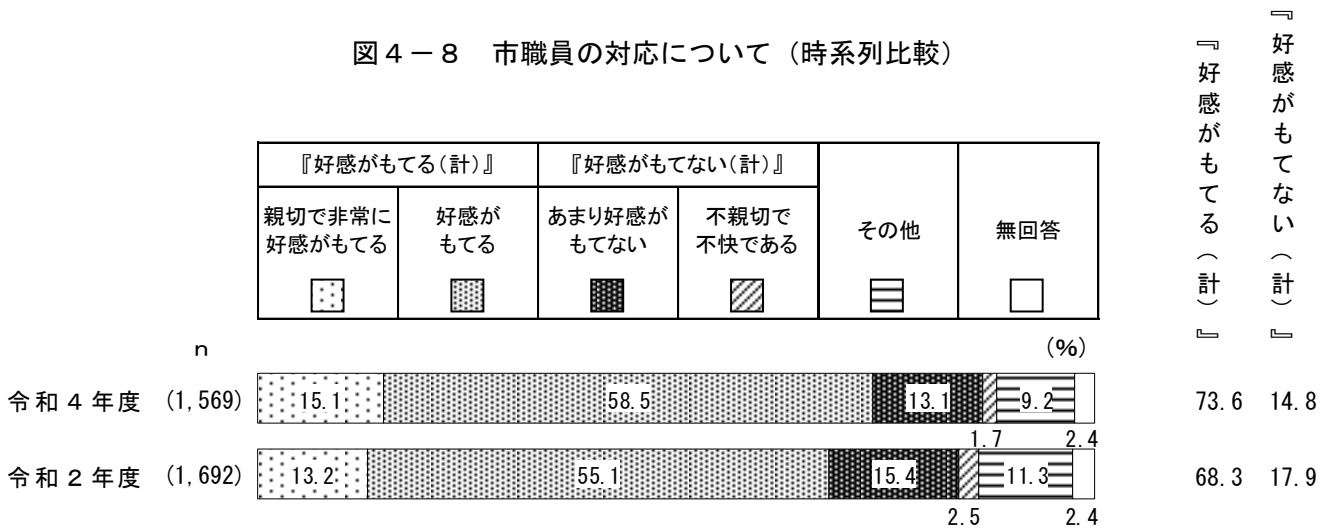 図4－8　市職員の対応について（時系列比較）
『好感がもてる（計）』
『好感がもてない（計）』
『好感がもてる（計）』
『好感がもてない（計）』
親切で非常に
好感がもてる
好感が
もてる
あまり好感が
もてない
不親切で
不快である
その他
無回答
n
(%)
令和4年度 (1,569) 15.1 58.5 13.1 9.2 73.6 14.8
1.7 2.4
令和2年度 (1,692) 13.2 55.1 15.4 11.3 68.3 17.9
2.5 2.4